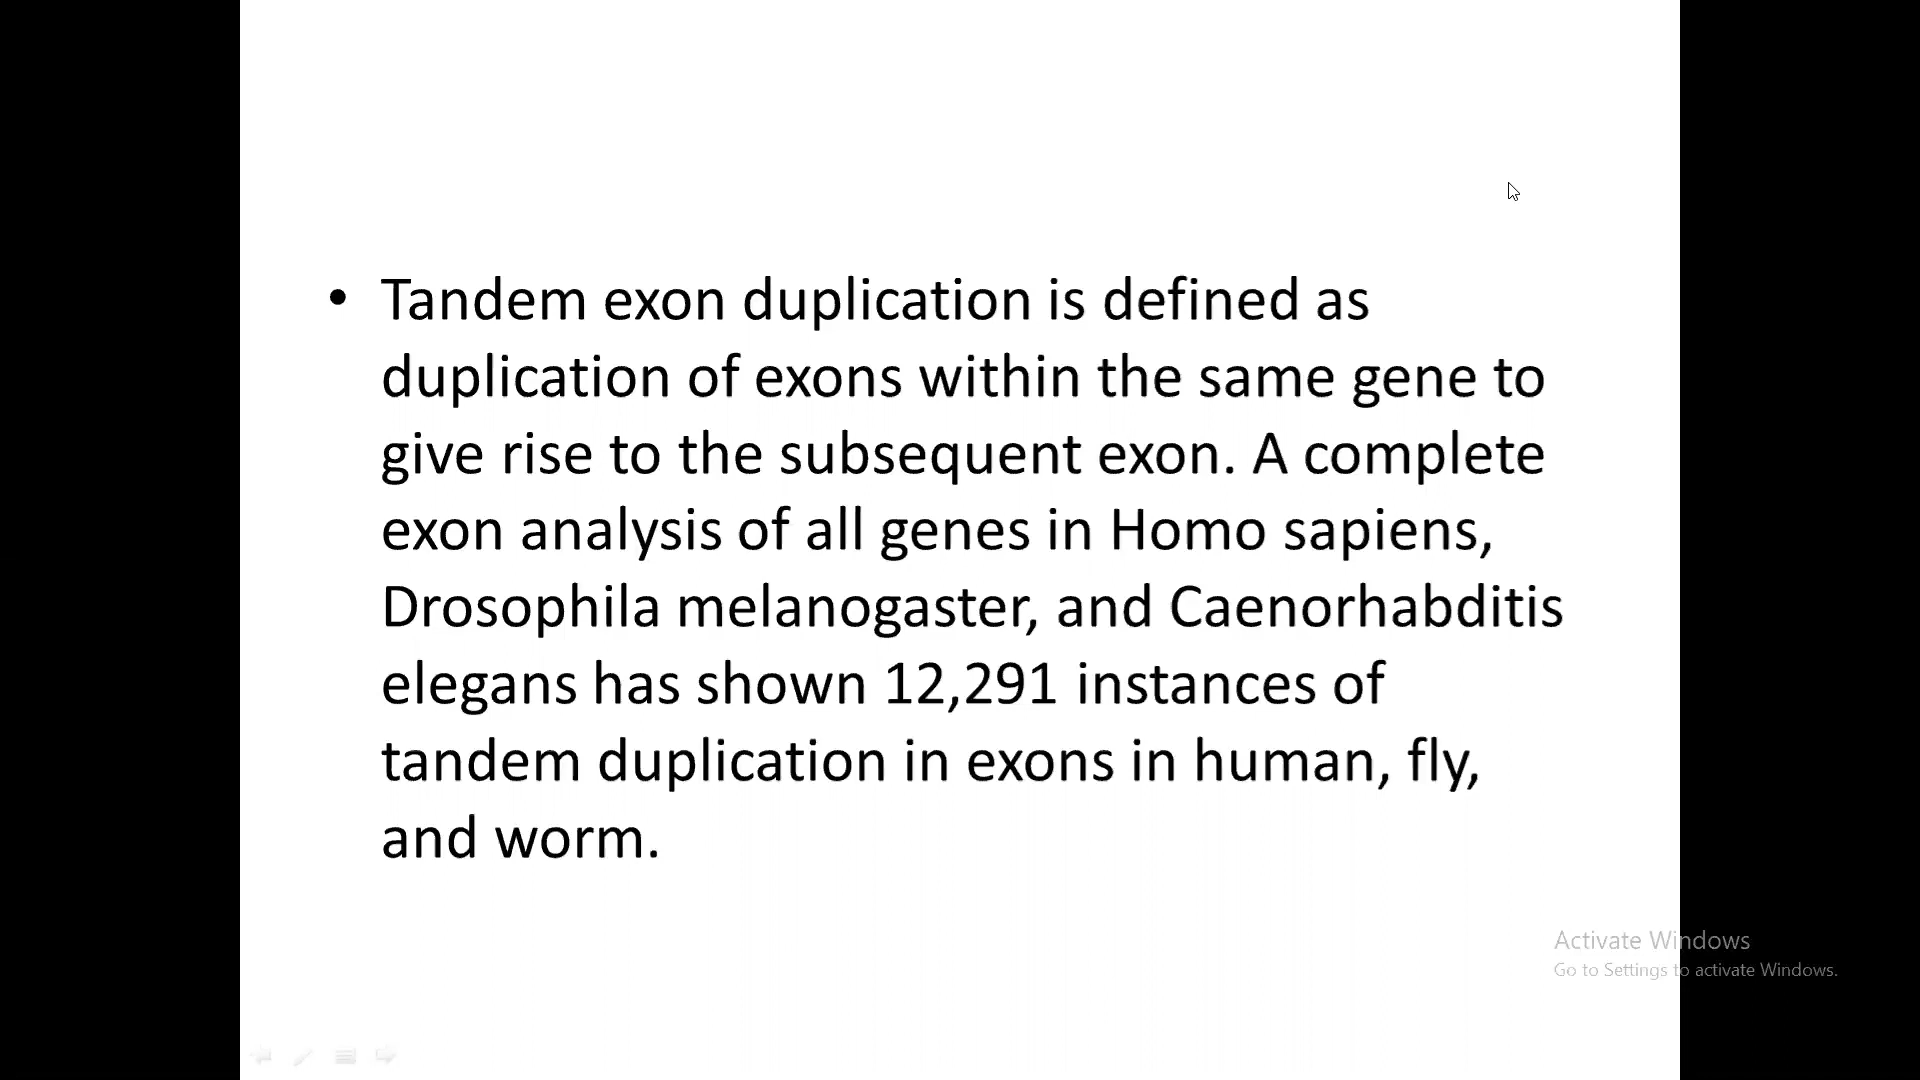 • Tandem exon duplication is defined as
duplication of exons within the same gene to
give rise to the subsequent exon. A complete
exon analysis of all genes in Homo sapiens,
Drosophila melanogaster, and Caenorhabditis
elegans has shown 12,291 instances of
tandem duplication in exons in human, fly,
and worm.
Activate Windows
Go to Settings to activate Windows.